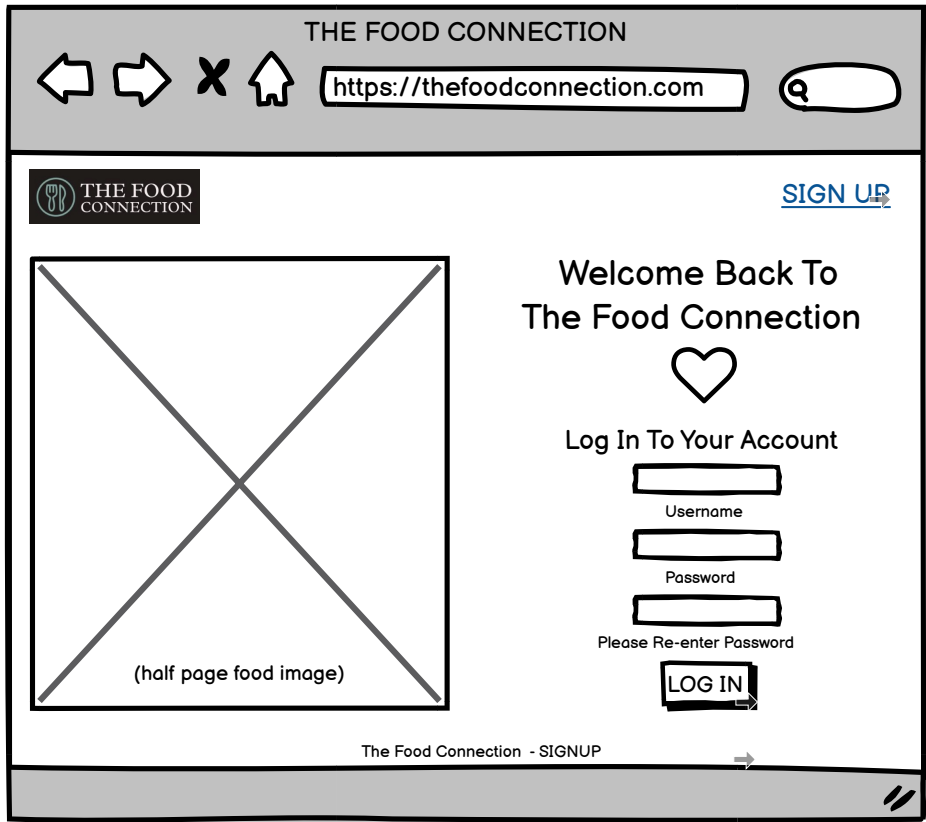 THE FOOD CONNECTION
https://thefoodconnection.com
THE FOOD
CONNECTION
SIGN UP
Welcome Back To
The Food Connection
Log In To Your Account
Username
Password
Please Re-enter Password
LOG IN
(half page food image)
The Food Connection - SIGNUP